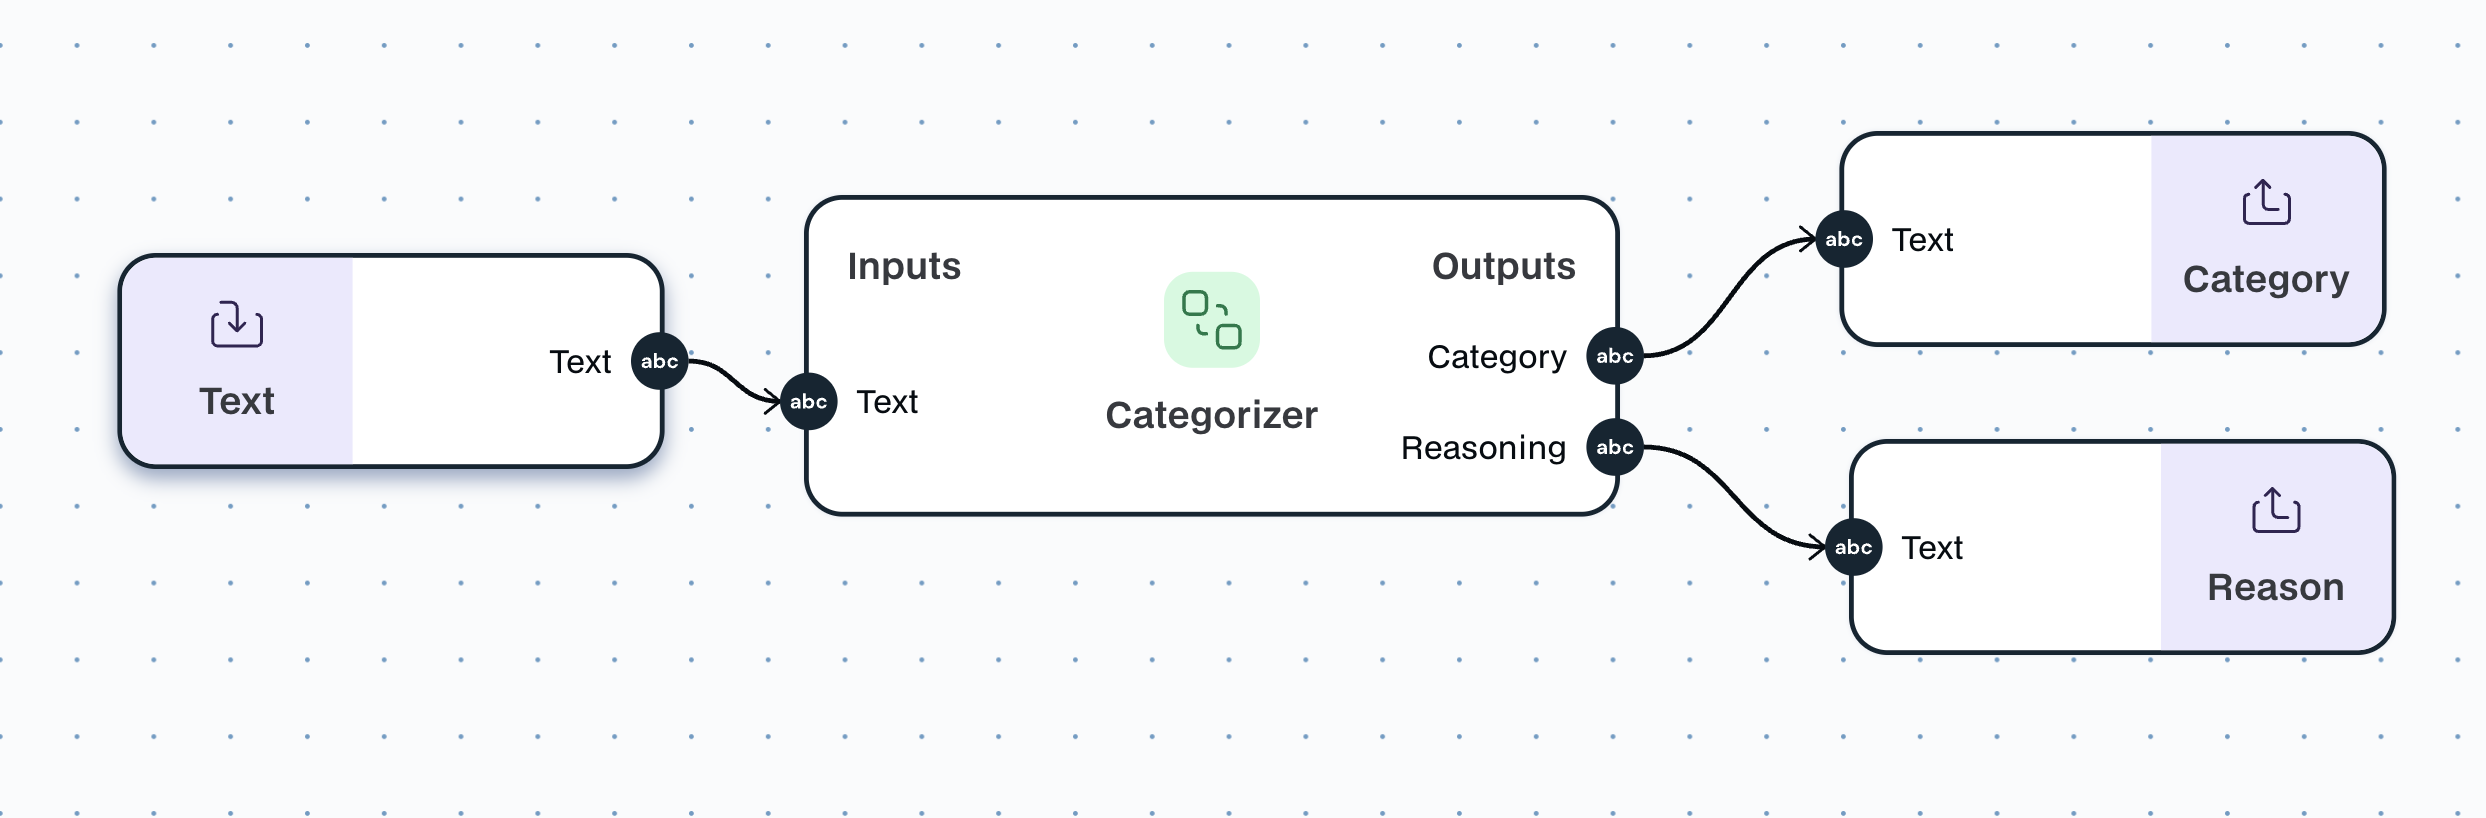 Text
Text
abc
Inputs
abc
Text
Categorizer
Outputs
Category
abc
Reasoning
abc
abc
Text
Category
abc
Text
Reason